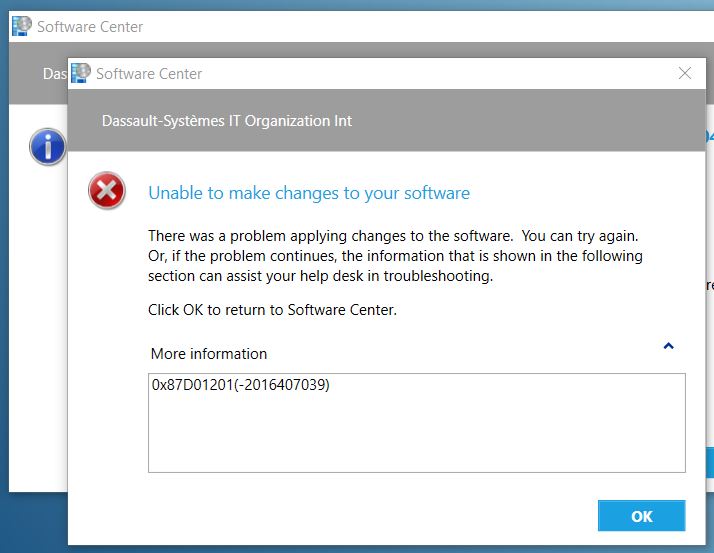 Software Center
Das
Software Center
Dassault-Systèmes IT Organization Int
Unable to make changes to your software
There was a problem applying changes to the software.  You can try again.
Or, if the problem continues, the information that is shown in the following
section can assist your help desk in troubleshooting.
Click OK to return to Software Center.
More information
0x87D01201(-2016407039)
OK